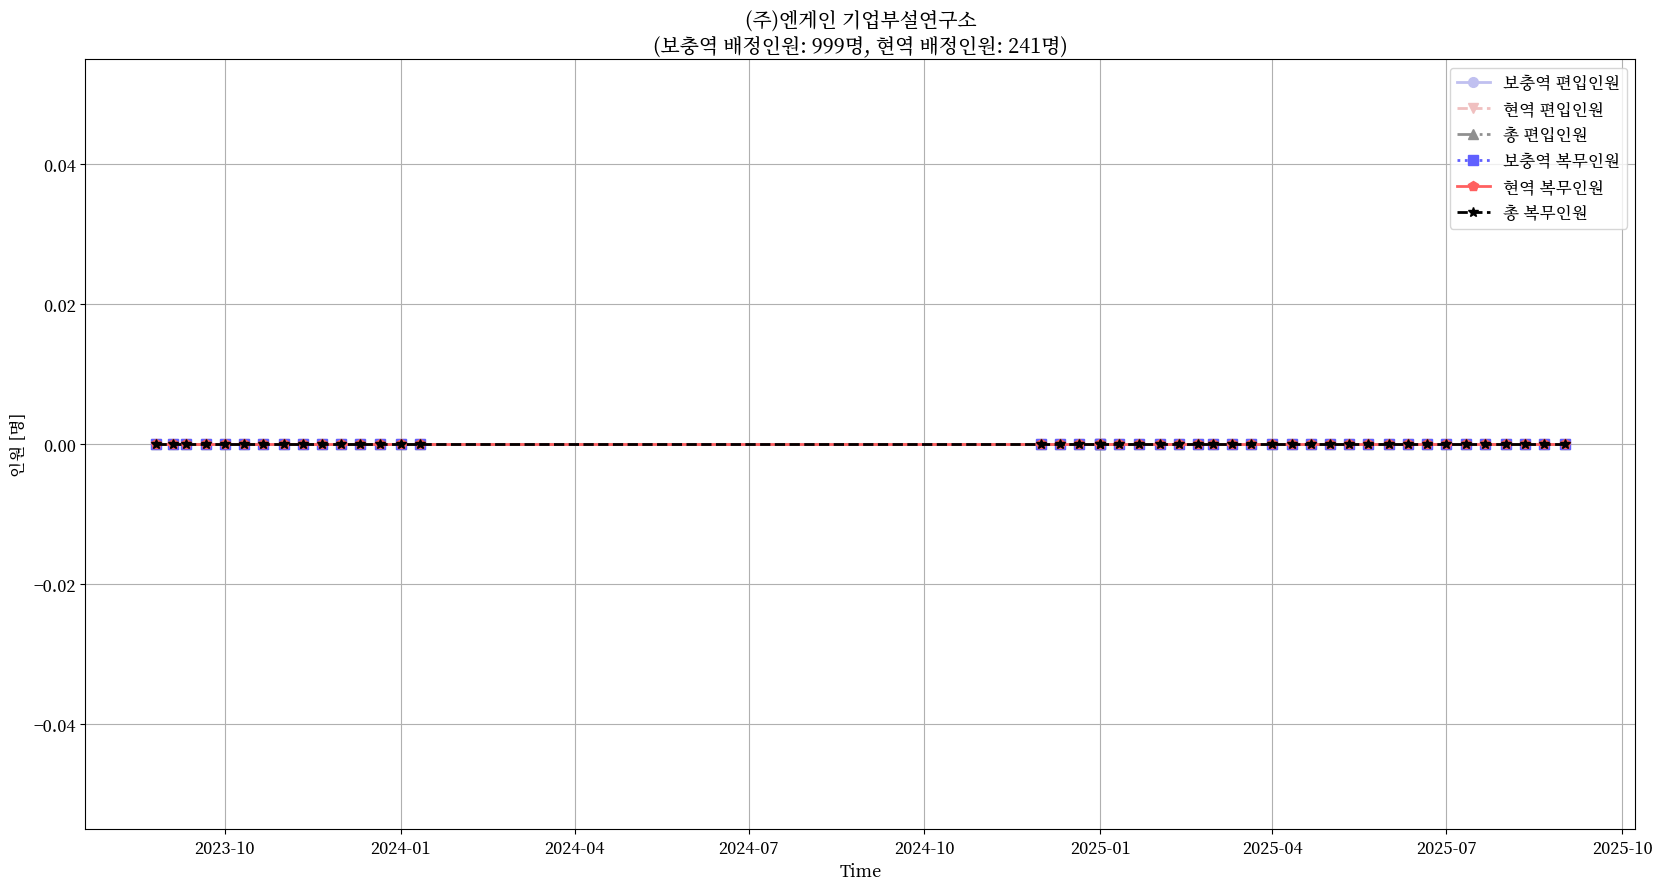 (주)엔게인 기업부설연구소
(보충역 배정인원: 999명, 현역 배정인원: 241명)
보충역 편입인원
현역 편입인원
총 편입인원
보충역 복무인원
현역 복무인원
총 복무인원
0.04
0.02
0.00
−0.02
−0.04
인원 [명]
2023-10
2024-01
2024-04
2024-07
2024-10
2025-01
2025-04
2025-07
2025-10
Time